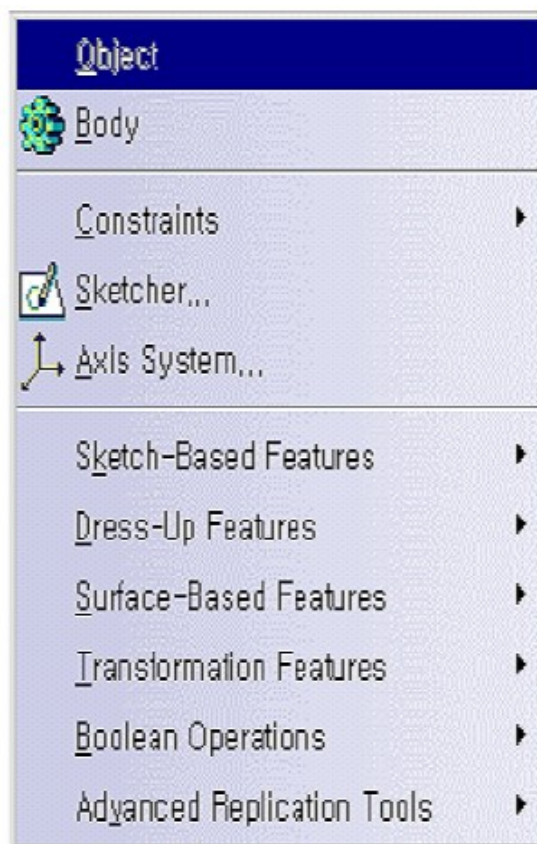 Object
Body
Constraints
Sketcher...
Axis System...
Sketch-Based Features
Dress-Up Features
Surface-Based Features
Transformation Features
Boolean Operations
Advanced Replication Tools